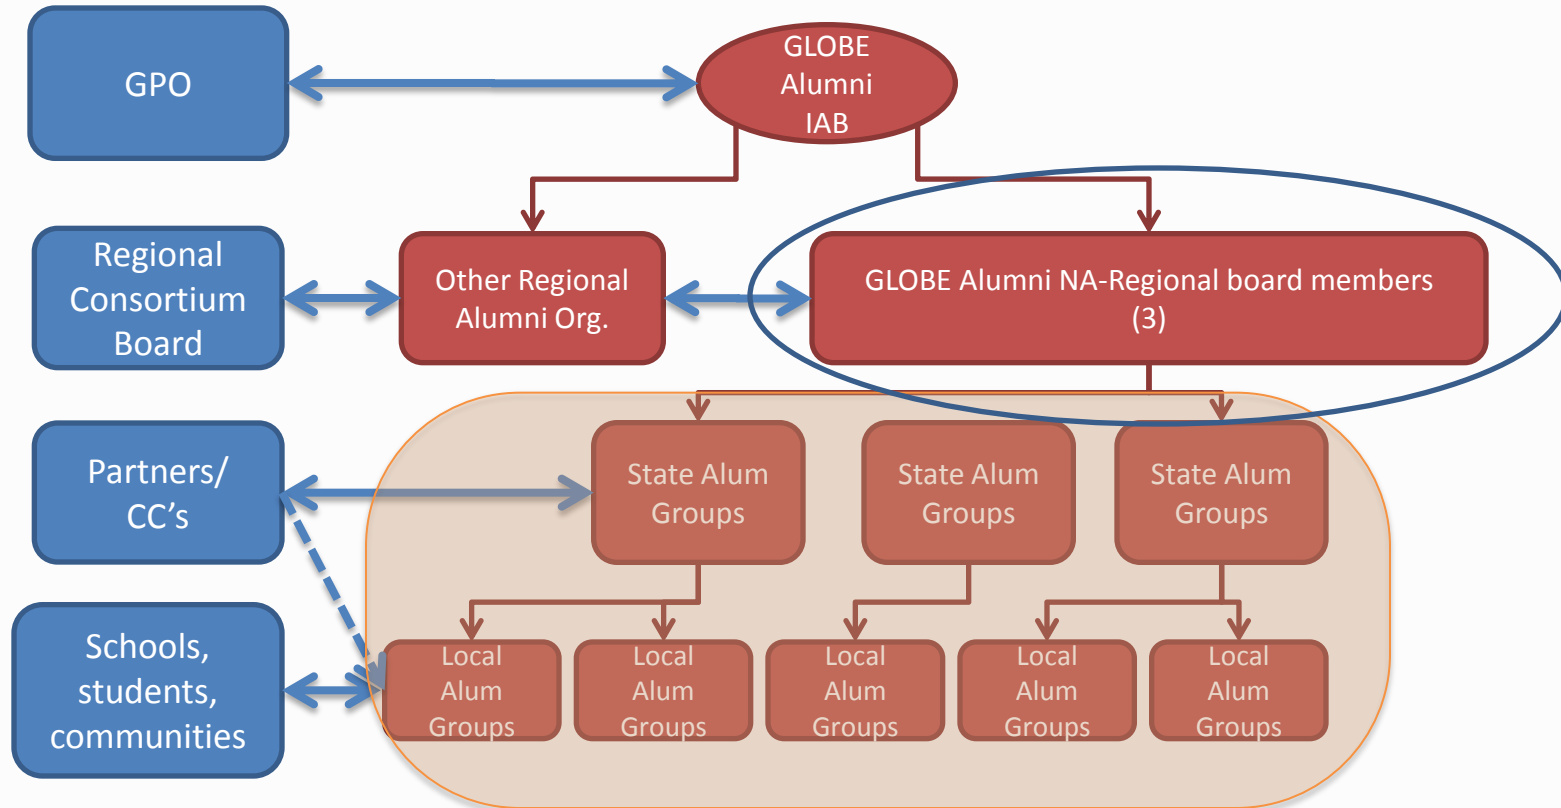 GPO
GLOBE
Alumni
IAB
Regional
Consortium
Board
Other Regional
Alumni Org.
GLOBE Alumni NA-Regional board members
(3)
Partners/
CC’s
State Alum
Groups
State Alum
Groups
State Alum
Groups
Schools,
students,
communities
Local
Alum
Groups
Local
Alum
Groups
Local
Alum
Groups
Local
Alum
Groups
Local
Alum
Groups